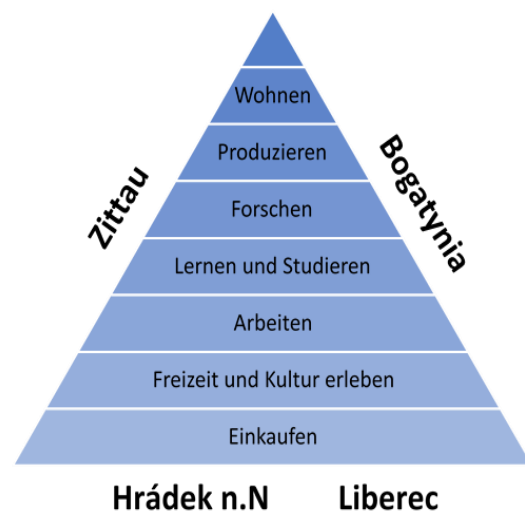 Wohnen
Produzieren
Zittau
Bogatynia
Forschen
Lernen und Studieren
Arbeiten
Freizeit und Kultur erleben
Einkaufen
Hrádek n.N Liberec